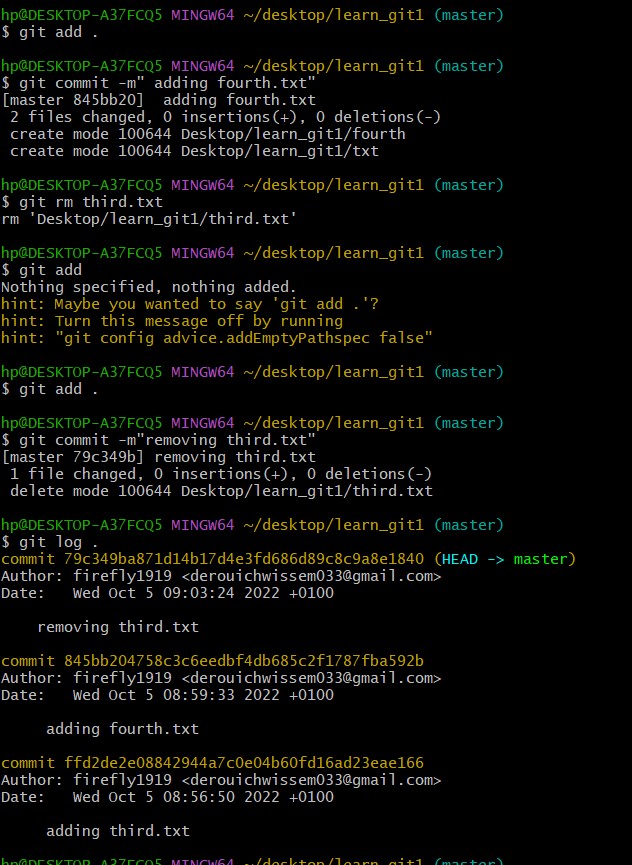 hp@DESKTOP-A37FCQ5 MINGW64 ~/desktop/learn_git1 (master)
$ git add .
hp@DESKTOP-A37FCQ5 MINGW64 ~/desktop/learn_git1 (master)
$ git commit -m" adding fourth.txt"
[master 845bb20]  adding fourth.txt
 2 files changed, 0 insertions(+), 0 deletions(-)
 create mode 100644 Desktop/learn_git1/fourth
 create mode 100644 Desktop/learn_git1/txt
hp@DESKTOP-A37FCQ5 MINGW64 ~/desktop/learn_git1 (master)
$ git rm third.txt
rm 'Desktop/learn_git1/third.txt'
hp@DESKTOP-A37FCQ5 MINGW64 ~/desktop/learn_git1 (master)
$ git add
Nothing specified, nothing added.
hint: Maybe you wanted to say 'git add .'?
hint: Turn this message off by running
hint: "git config advice.addEmptyPathspec false"
hp@DESKTOP-A37FCQ5 MINGW64 ~/desktop/learn_git1 (master)
$ git add .
hp@DESKTOP-A37FCQ5 MINGW64 ~/desktop/learn_git1 (master)
$ git commit -m"removing third.txt"
[master 79c349b] removing third.txt
 1 file changed, 0 insertions(+), 0 deletions(-)
 delete mode 100644 Desktop/learn_git1/third.txt
hp@DESKTOP-A37FCQ5 MINGW64 ~/desktop/learn_git1 (master)
$ git log .
commit 79c349ba871d14b17d4e3fd686d89c8c9a8e1840 (HEAD -> master)
Author: firefly1919 <derouichwissem033@gmail.com>
Date:   Wed Oct 5 09:03:24 2022 +0100
    removing third.txt
commit 845bb204758c3c6eedbf4db685c2f1787fba592b
Author: firefly1919 <derouichwissem033@gmail.com>
Date:   Wed Oct 5 08:59:33 2022 +0100
     adding fourth.txt
commit ffd2de2e08842944a7c0e04b60fd16ad23eae166
Author: firefly1919 <derouichwissem033@gmail.com>
Date:   Wed Oct 5 08:56:50 2022 +0100
     adding third.txt
hp@DESKTOP-A37FCQ5 MINGW64 ~/desktop/learn_git1 (master)